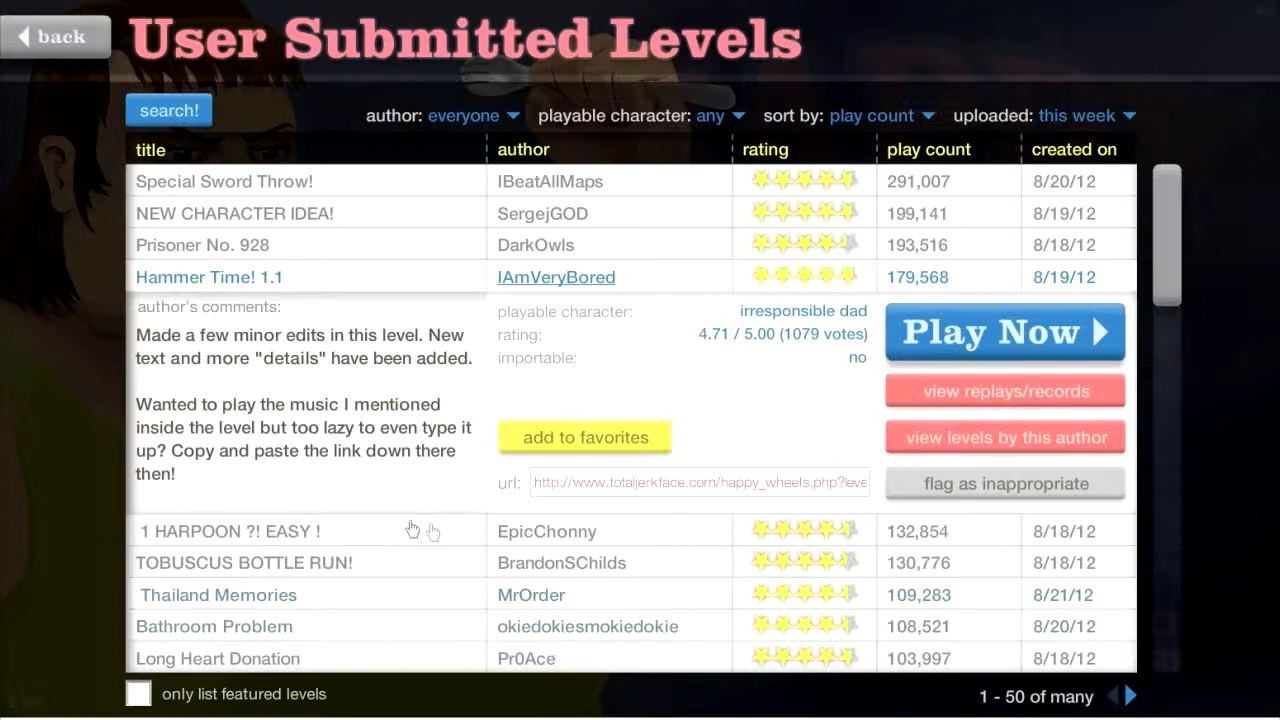 back
User Submitted Levels
search!
author: everyone playable character: any sort by: play count uploaded: this week
title author rating play count created on
Special Sword Throw! IBeatAllMaps 291,007 8/20/12
NEW CHARACTER IDEA! SergejGOD 199,141 8/19/12
Prisoner No. 928 DarkOwls 193,516 8/18/12
Hammer Time! 1.1 IAmVeryBored 179,568 8/19/12
author's comments:
Made a few minor edits in this level. New
text and more "details" have been added.
Wanted to play the music I mentioned
inside the level but too lazy to even type it
up? Copy and paste the link down there
then!
playable character: irresponsible dad
rating: 4.71 / 5.00 (1079 votes)
importable: no
add to favorites
url: http://www.totaljerkface.com/happy_wheels.php?leve
Play Now
view replays/records
view levels by this author
flag as inappropriate
1 HARPOON ?! EASY ! EpicChonny 132,854 8/18/12
TOBUSCUS BOTTLE RUN! BrandonSChilds 130,776 8/18/12
Thailand Memories MrOrder 109,283 8/21/12
Bathroom Problem okiedokiesmokiedokie 108,521 8/20/12
Long Heart Donation Pr0Ace 103,997 8/18/12
only list featured levels
1 - 50 of many